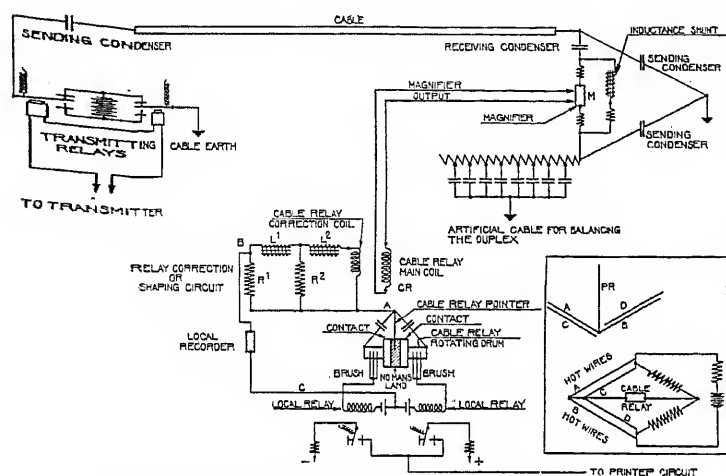 CABLE
SENDING CONDENSER
INDUCTANCE SHUNT
RECEIVING CONDENSER
SENDING
CONDENSER
MAGNIFIER
OUTPUT
M
MAGNIFIER
SENDING
CONDENSER
TRANSMITTING
RELAYS
CABLE EARTH
TO TRANSMITTER
ARTIFICIAL CABLE FOR BALANCING
THE DUPLEX
CABLE RELAY
CORRECTION COIL
B
L1
L2
CABLE RELAY
MAIN COIL
RELAY CORRECTION
OR
SHAPING CIRCUIT
R1
R2
CR
A
CABLE RELAY POINTER
CONTACT
CONTACT
CABLE RELAY
ROTATING DRUM
LOCAL
RECORDER
BRUSH
NO MANS
LAND
BRUSH
C
LOCAL RELAY
LOCAL RELAY
- H +
H +
+
TO PRINTER CIRCUIT
PR
A
C
D
B
HOT WIRES
A
C
CABLE
RELAY
B
D
HOT WIRES